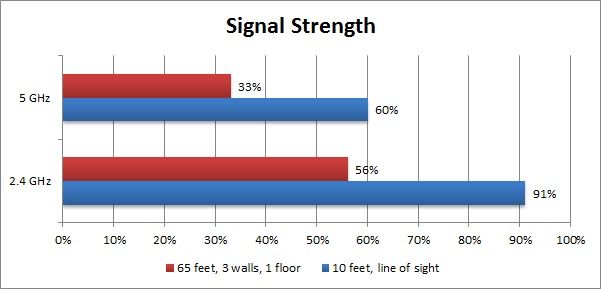 Signal Strength
5 GHz
33%
60%
2.4 GHz
56%
91%
0% 10% 20% 30% 40% 50% 60% 70% 80% 90% 100%
65 feet, 3 walls, 1 floor 10 feet, line of sight